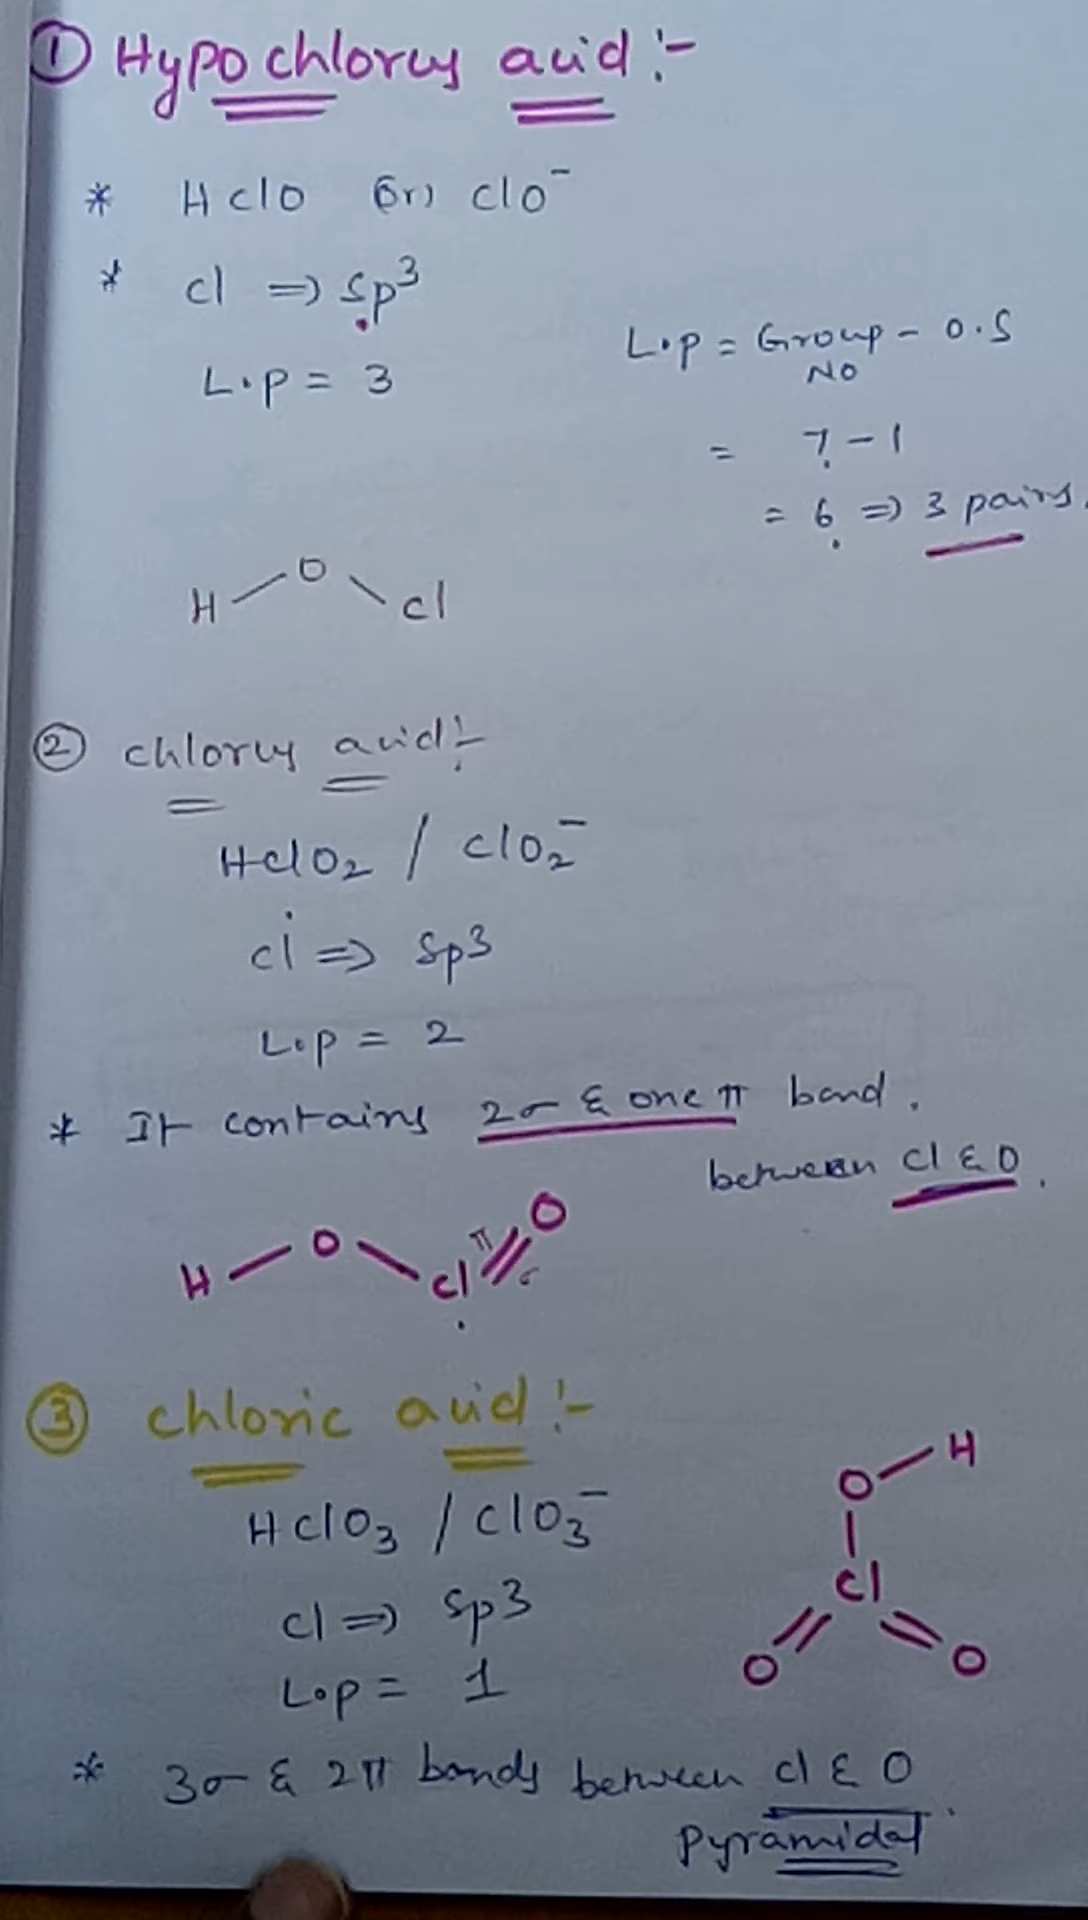 ① Hypochlorus acid :-
* HClO (or) ClO⁻
* Cl ⇒ Sp³
L.p = 3
L.p = Group No - O.S
= 7 - 1
= 6 ⇒ 3 pairs.
H - O - Cl
② Chlorus acid :-
HClO₂ / ClO₂⁻
Cl ⇒ Sp3
L.p = 2
* It contains 2σ & one π bond.
between Cl & O.
H - O - Cl = O
π σ
③ Chloric acid :-
HClO₃ / ClO₃⁻
Cl ⇒ Sp3
L.p = 1
O - H
Cl
O O
* 3σ & 2π bonds between Cl & O.
Pyramidal